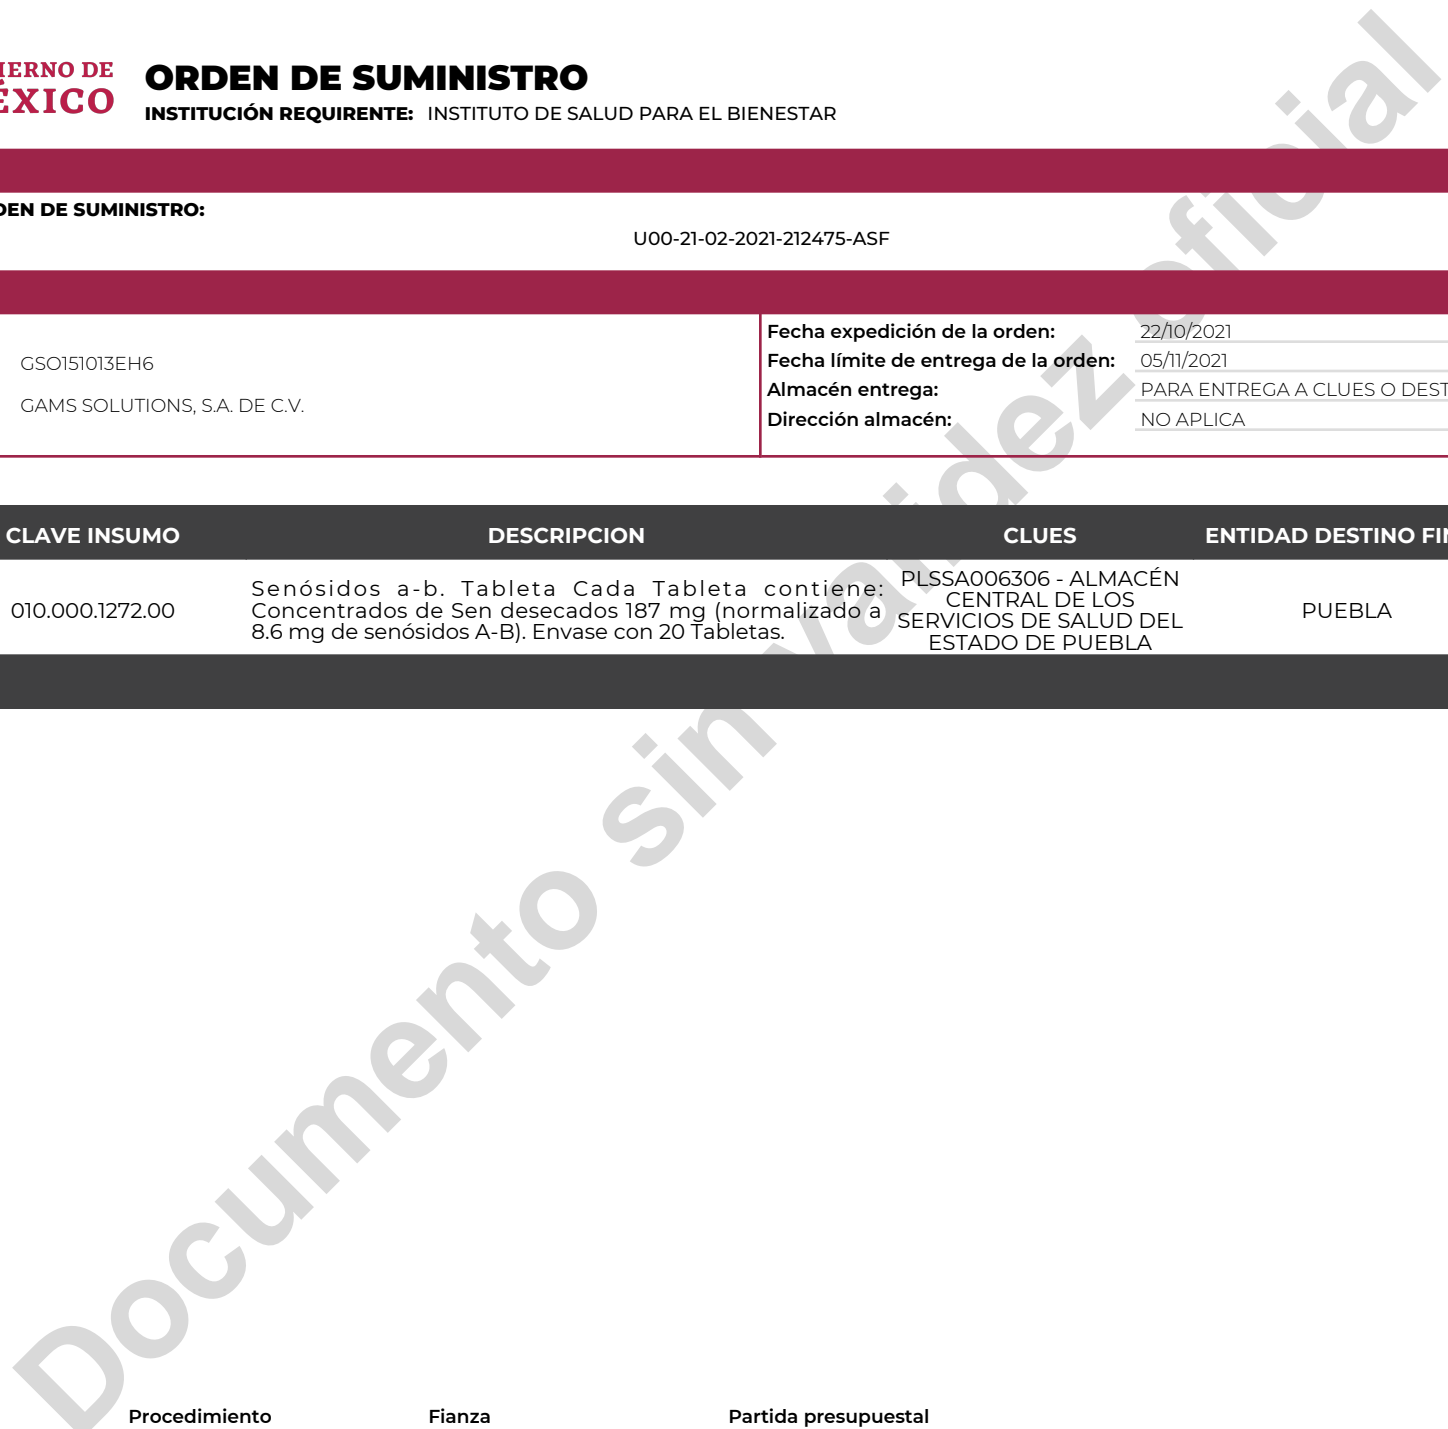 IERNO DE
ÉXICO
ORDEN DE SUMINISTRO
INSTITUCIÓN REQUIRENTE: INSTITUTO DE SALUD PARA EL BIENESTAR
DEN DE SUMINISTRO:
U00-21-02-2021-212475-ASF
GSO151013EH6
GAMS SOLUTIONS, S.A. DE C.V.
Fecha expedición de la orden: 22/10/2021
Fecha límite de entrega de la orden: 05/11/2021
Almacén entrega: PARA ENTREGA A CLUES O DEST
Dirección almacén: NO APLICA
CLAVE INSUMO DESCRIPCION CLUES ENTIDAD DESTINO FIN
010.000.1272.00
Senósidos a-b. Tableta Cada Tableta contiene:
Concentrados de Sen desecados 187 mg (normalizado a
8.6 mg de senósidos A-B). Envase con 20 Tabletas.
PLSSA006306 - ALMACÉN
CENTRAL DE LOS
SERVICIOS DE SALUD DEL
ESTADO DE PUEBLA
PUEBLA
Documento sin validez oficial
Procedimiento Fianza Partida presupuestal